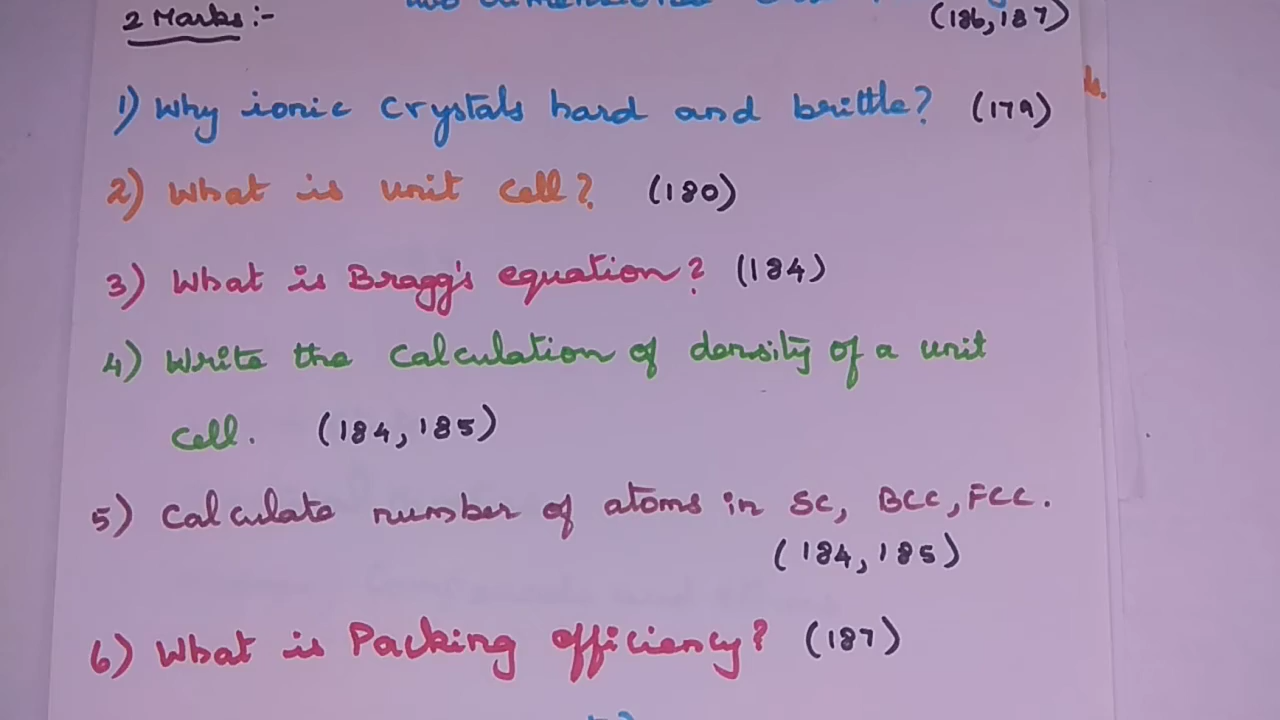 2 Marks:-
(186,187)
1) Why ionic crystals hard and brittle? (179)
2) What is unit cell? (180)
3) What is Bragg's equation? (184)
4) Write the calculation of density of a unit
cell. (184,185)
5) Calculate number of atoms in SC, BCC, FCC.
(184,185)
6) What is Packing efficiency? (187)